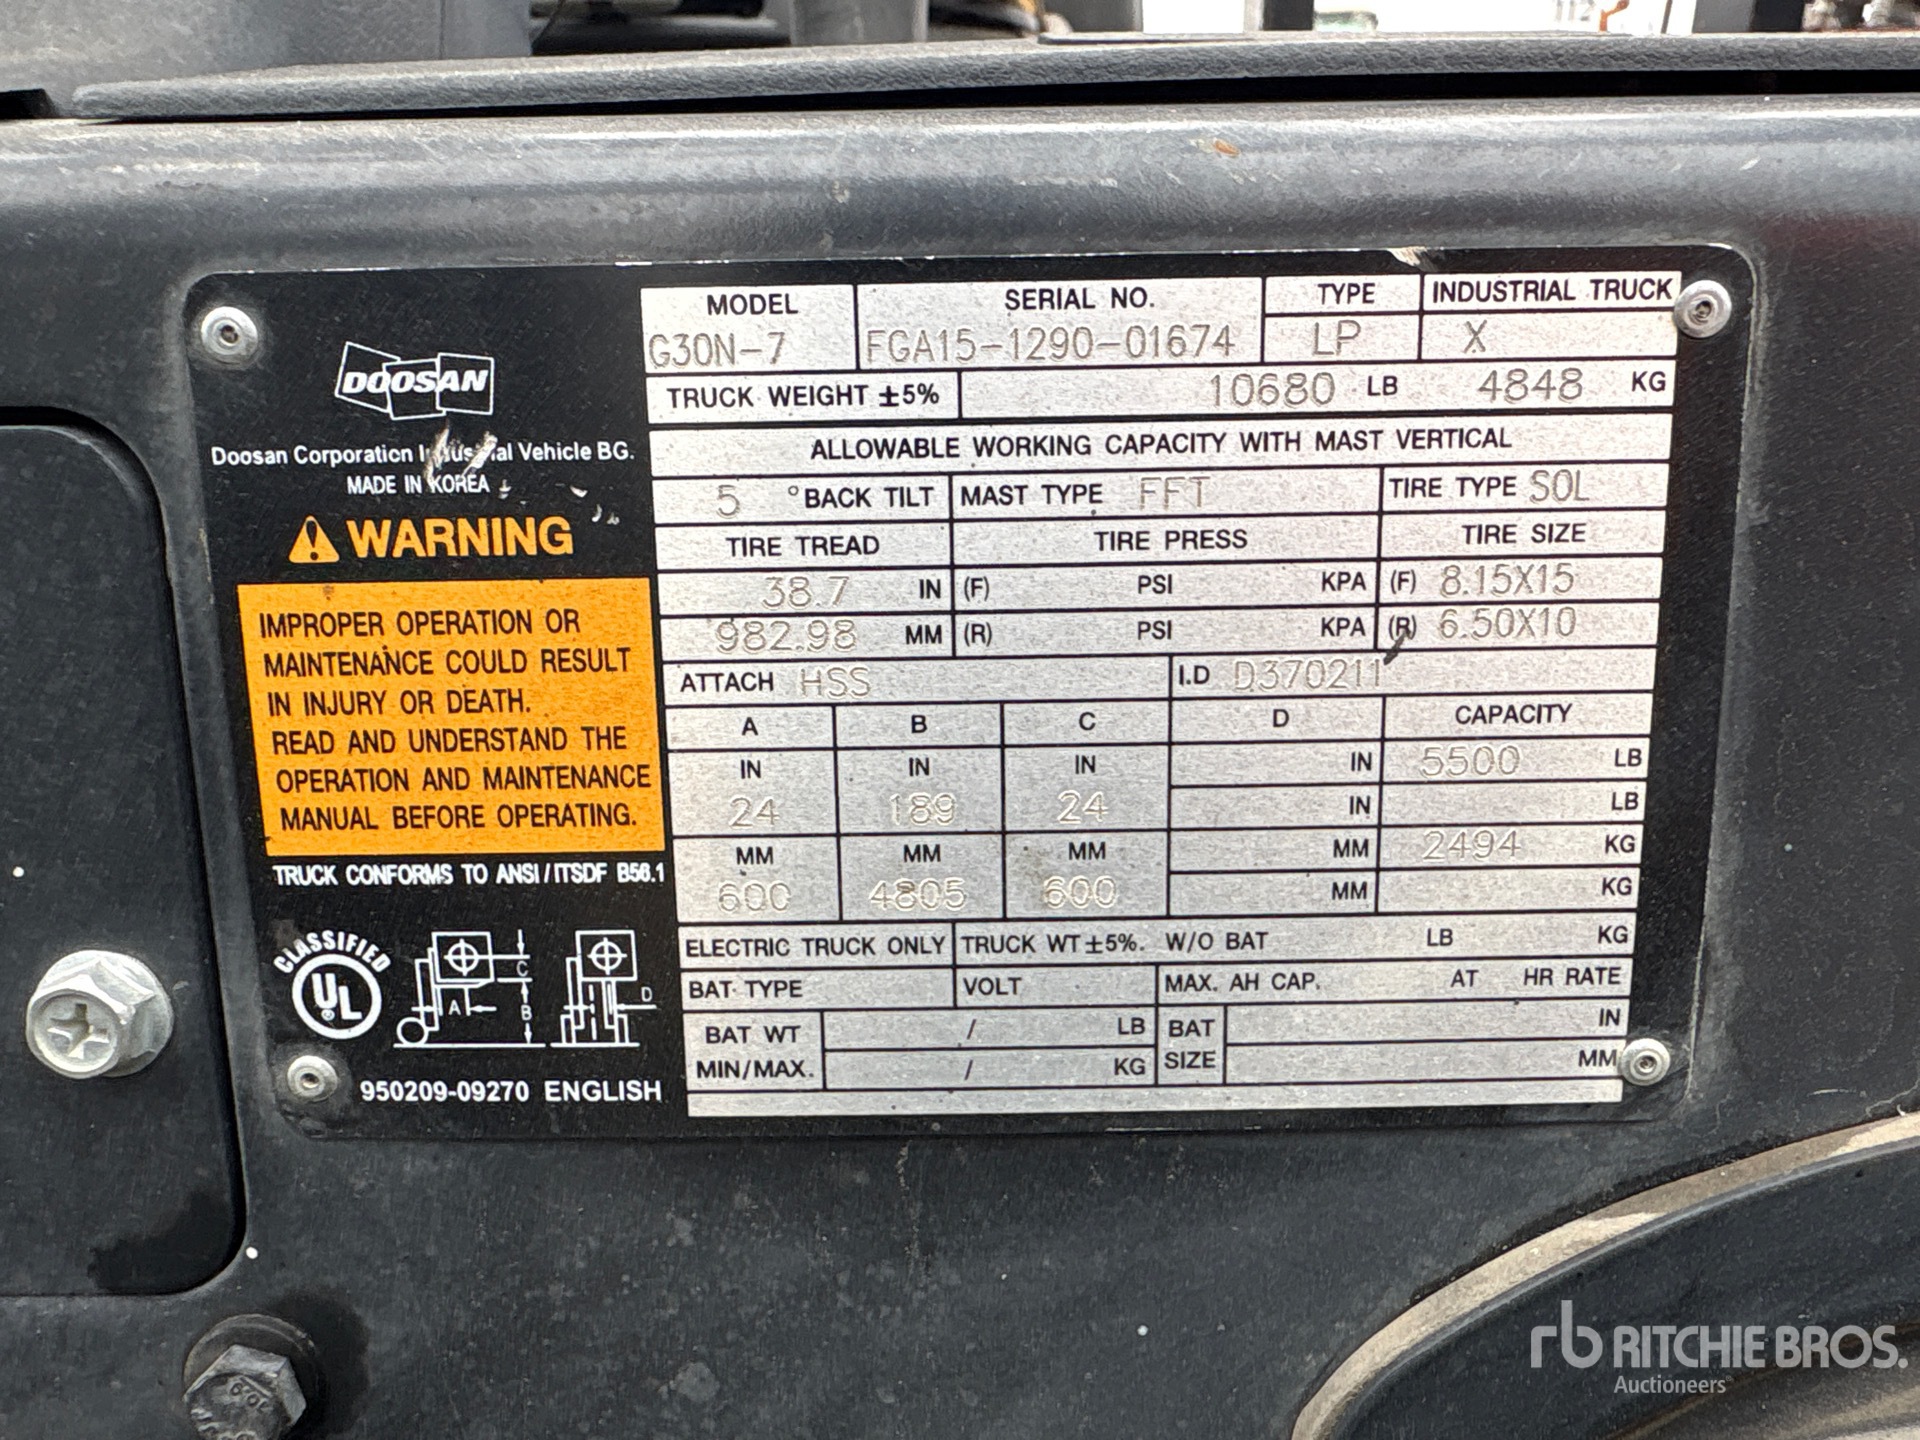 DOOSAN
Doosan Corporation Industrial Vehicle BG.
MADE IN KOREA
WARNING
IMPROPER OPERATION OR
MAINTENANCE COULD RESULT
IN INJURY OR DEATH.
READ AND UNDERSTAND THE
OPERATION AND MAINTENANCE
MANUAL BEFORE OPERATING.
TRUCK CONFORMS TO ANSI/ITSDF B56.1
CLASSIFIED
UL
®
C
A
B
D
950209-09270 ENGLISH
MODEL SERIAL NO. TYPE INDUSTRIAL TRUCK
G30N-7 FGA15-1290-01674 LP X
TRUCK WEIGHT ±5% 10680 LB 4848 KG
ALLOWABLE WORKING CAPACITY WITH MAST VERTICAL
5 °BACK TILT MAST TYPE FFT TIRE TYPE SOL
TIRE TREAD TIRE PRESS TIRE SIZE
38.7 IN (F) PSI KPA (F) 8.15X15
982.98 MM (R) PSI KPA (R) 6.50X10
ATTACH HSS I.D D370211
A B C D CAPACITY
IN IN IN IN 5500 LB
24 189 24 IN LB
MM MM MM MM 2494 KG
600 4805 600 MM KG
ELECTRIC TRUCK ONLY TRUCK WT ±5%. W/O BAT LB KG
BAT TYPE VOLT MAX. AH CAP. AT HR RATE
BAT WT / LB BAT IN
MIN/MAX. / KG SIZE MM
112
rb RITCHIE BROS.
Auctioneers